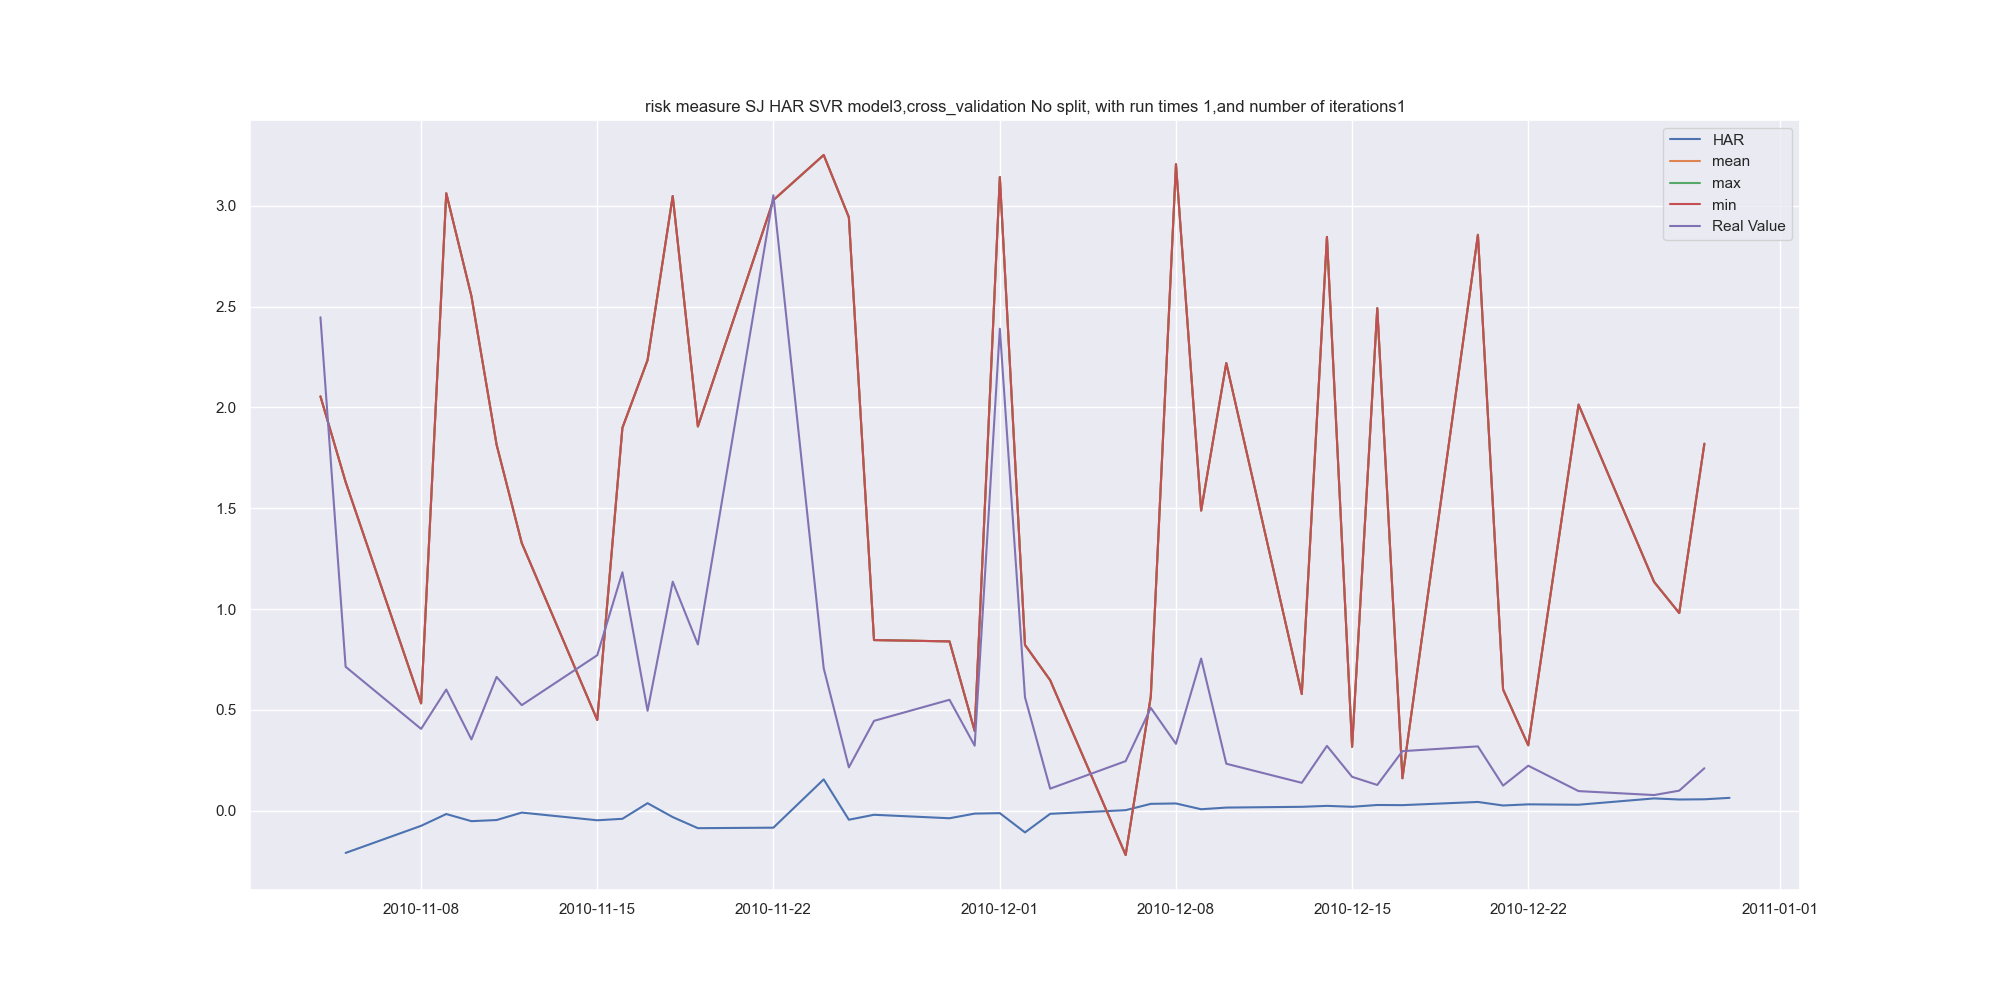 risk measure SJ HAR SVR model3,cross_validation No split, with run times 1,and number of iterations1
HAR
mean
max
min
Real Value
3.0
2.5
2.0
1.5
1.0
0.5
0.0
2010-11-08
2010-11-15
2010-11-22
2010-12-01
2010-12-08
2010-12-15
2010-12-22
2011-01-01